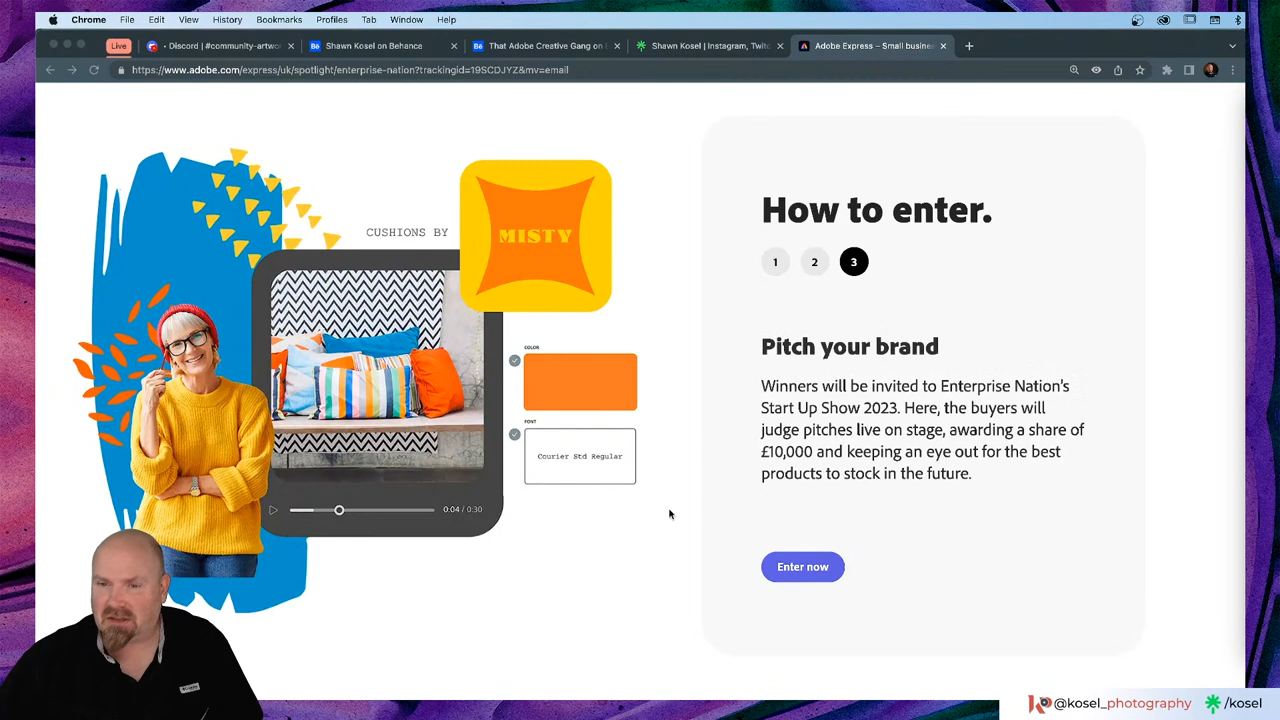 Chrome File Edit View History Bookmarks Profiles Tab Window Help
Live • Discord | #community-artwo Shawn Kosel on Behance That Adobe Creative Gang on Shawn Kosel | Instagram, Twitc Adobe Express – Small busines
https://www.adobe.com/express/uk/spotlight/enterprise-nation?trackingid=19SCDJYZ&mv=email
CUSHIONS BY
MISTY
COLOR
FONT
Courier Std Regular
0:04 / 0:30
How to enter.
1 2 3
Pitch your brand
Winners will be invited to Enterprise Nation's
Start Up Show 2023. Here, the buyers will
judge pitches live on stage, awarding a share of
£10,000 and keeping an eye out for the best
products to stock in the future.
Enter now
@kosel_photography /kosel